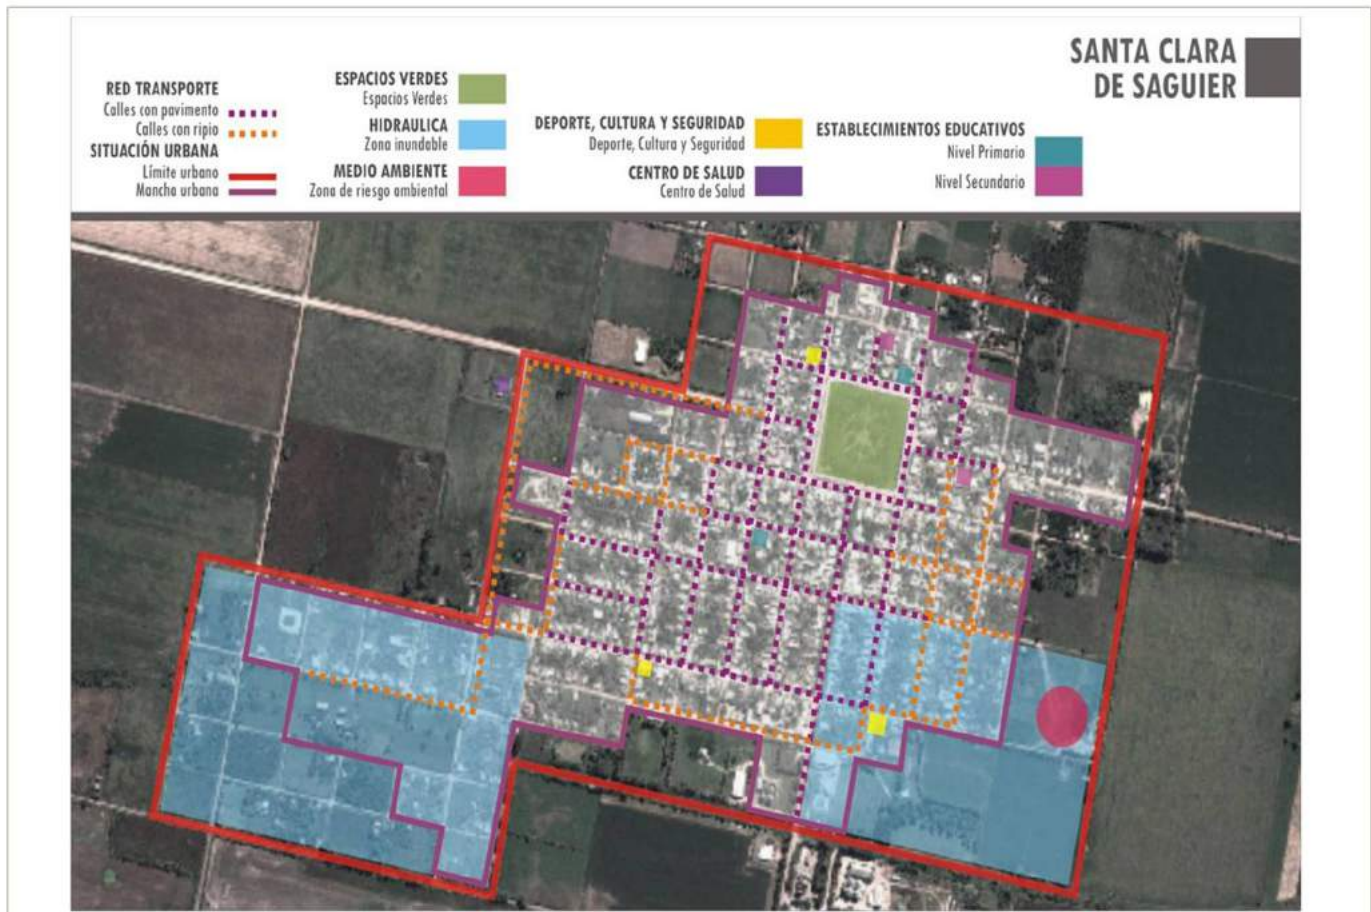 SANTA CLARA
DE SAGUIER
RED TRANSPORTE
Calles con pavimento
Calles con ripio
SITUACIÓN URBANA
Límite urbano
Mancha urbana
ESPACIOS VERDES
Espacios Verdes
HIDRAULICA
Zona inundable
MEDIO AMBIENTE
Zona de riesgo ambiental
DEPORTE, CULTURA Y SEGURIDAD
Deporte, Cultura y Seguridad
CENTRO DE SALUD
Centro de Salud
ESTABLECIMIENTOS EDUCATIVOS
Nivel Primario
Nivel Secundario